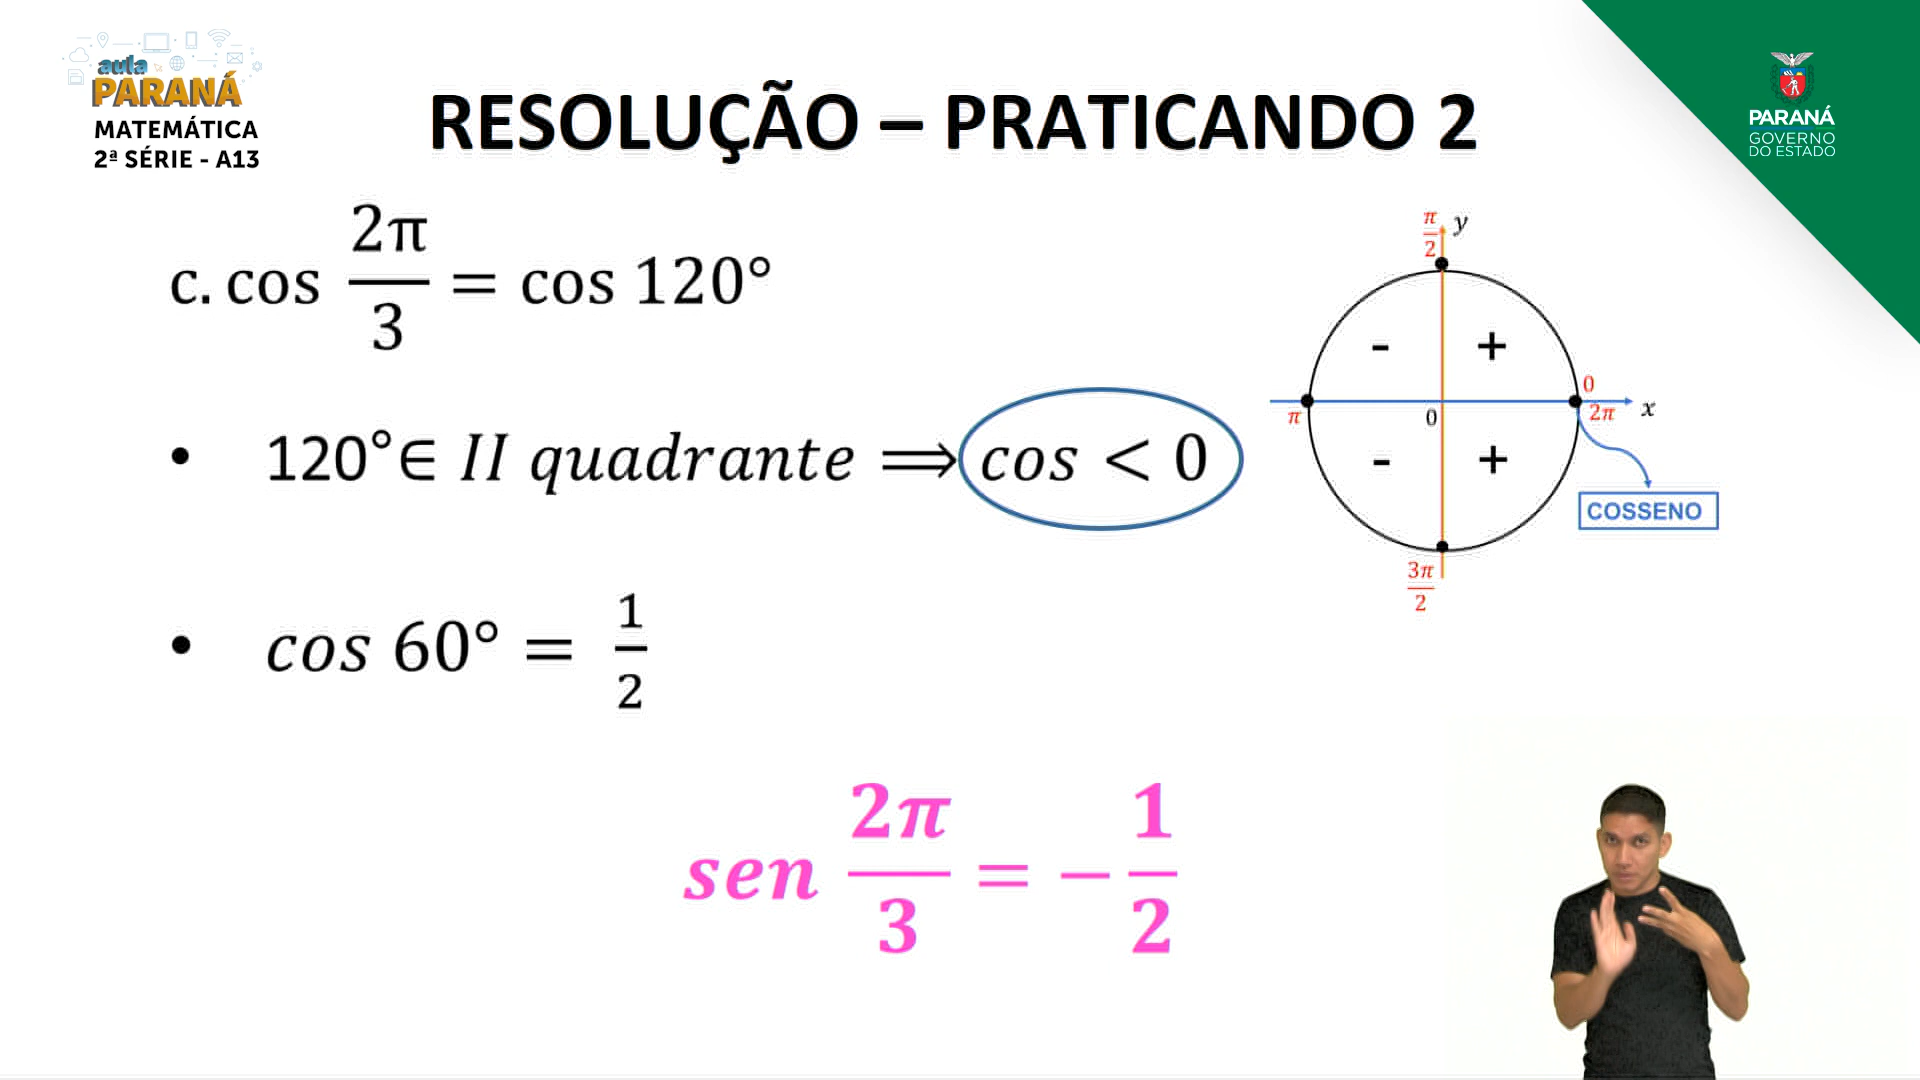 aula
PARANÁ
MATEMÁTICA
2ª SÉRIE - A13
RESOLUÇÃO – PRATICANDO 2
PARANÁ
GOVERNO
DO ESTADO
c. cos 2π/3 = cos 120°
• 120°∈ II quadrante ⟹ cos < 0
• cos 60° = 1/2
sen 2π/3 = − 1/2
π/2 y
- +
0
π 0 2π x
- +
COSSENO
3π/2